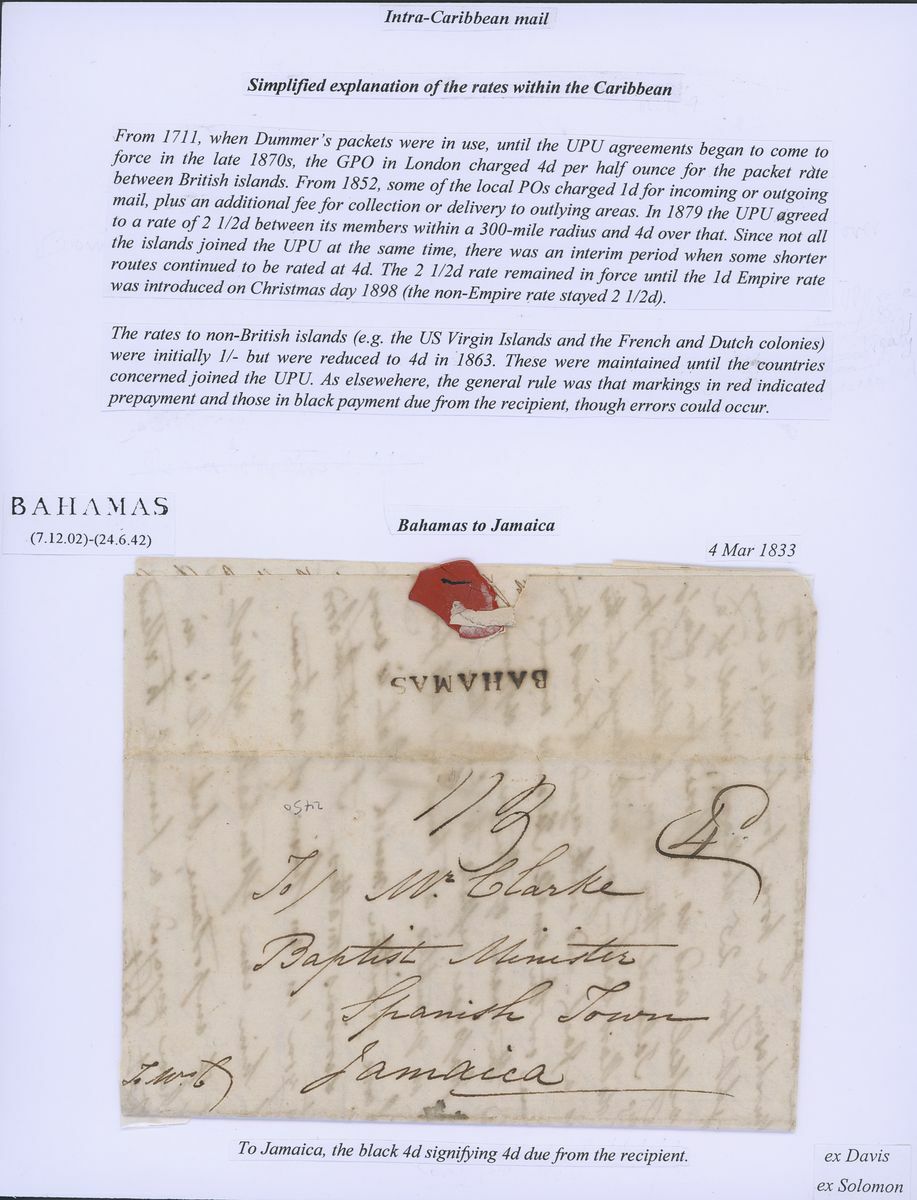 Intra-Caribbean mail
Simplified explanation of the rates within the Caribbean
From 1711, when Dummer's packets were in use, until the UPU agreements began to come to
force in the late 1870s, the GPO in London charged 4d per half ounce for the packet rate
between British islands. From 1852, some of the local POs charged 1d for incoming or outgoing
mail, plus an additional fee for collection or delivery to outlying areas. In 1879 the UPU agreed
to a rate of 2 1/2d between its members within a 300-mile radius and 4d over that. Since not all
the islands joined the UPU at the same time, there was an interim period when some shorter
routes continued to be rated at 4d. The 2 1/2d rate remained in force until the 1d Empire rate
was introduced on Christmas day 1898 (the non-Empire rate stayed 2 1/2d).
The rates to non-British islands (e.g. the US Virgin Islands and the French and Dutch colonies)
were initially 1/- but were reduced to 4d in 1863. These were maintained until the countries
concerned joined the UPU. As elsewehere, the general rule was that markings in red indicated
prepayment and those in black payment due from the recipient, though errors could occur.
BAHAMAS
(7.12.02)-(24.6.42)
Bahamas to Jamaica
4 Mar 1833
BAHAMAS
4d
To/ Mr. Clarke
Baptist Minister
Spanish Town
Jamaica
To Jamaica, the black 4d signifying 4d due from the recipient.
ex Davis
ex Solomon